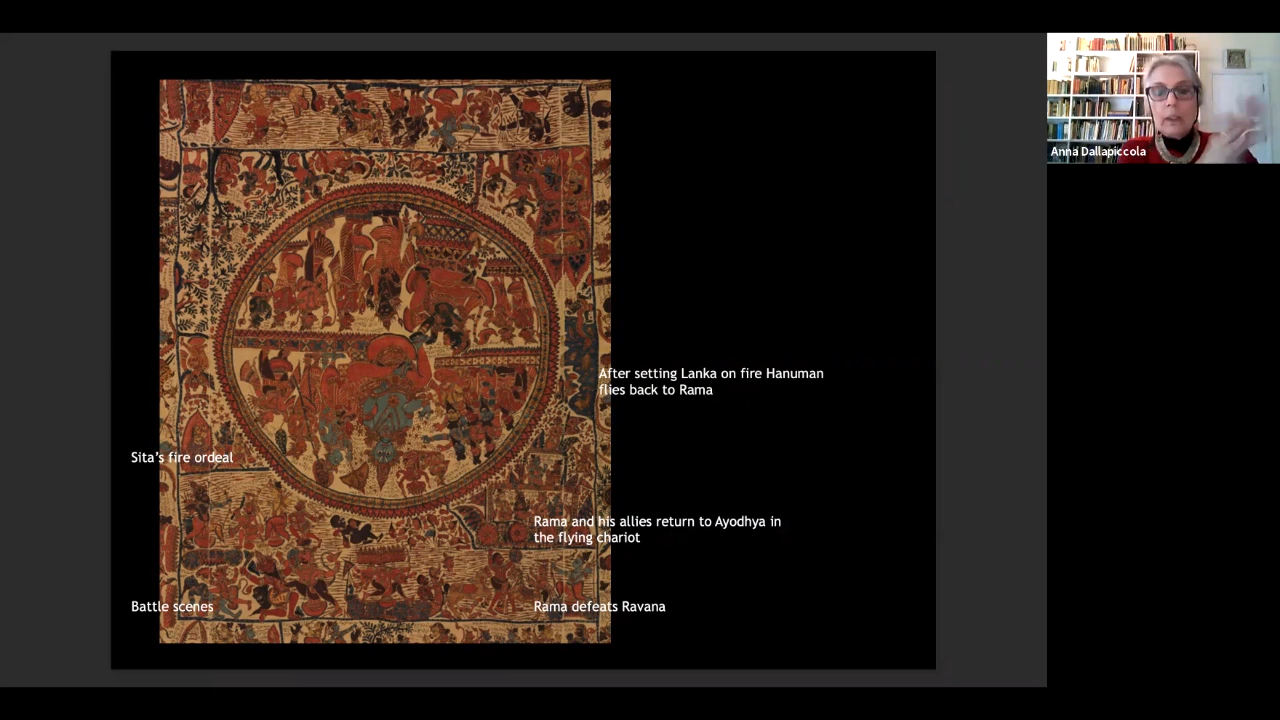 Anna Dallapiccola
After setting Lanka on fire Hanuman
flies back to Rama
Sita's fire ordeal
Rama and his allies return to Ayodhya in
the flying chariot
Battle scenes
Rama defeats Ravana